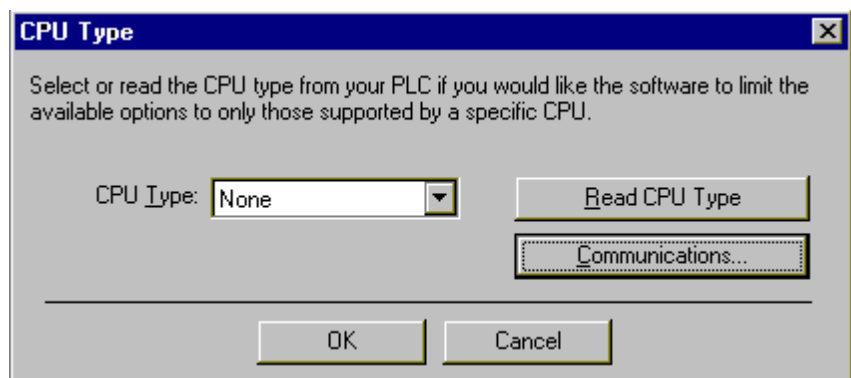 CPU Type
Select or read the CPU type from your PLC if you would like the software to limit the
available options to only those supported by a specific CPU.
CPU Type: None Read CPU Type
Communications...
OK Cancel